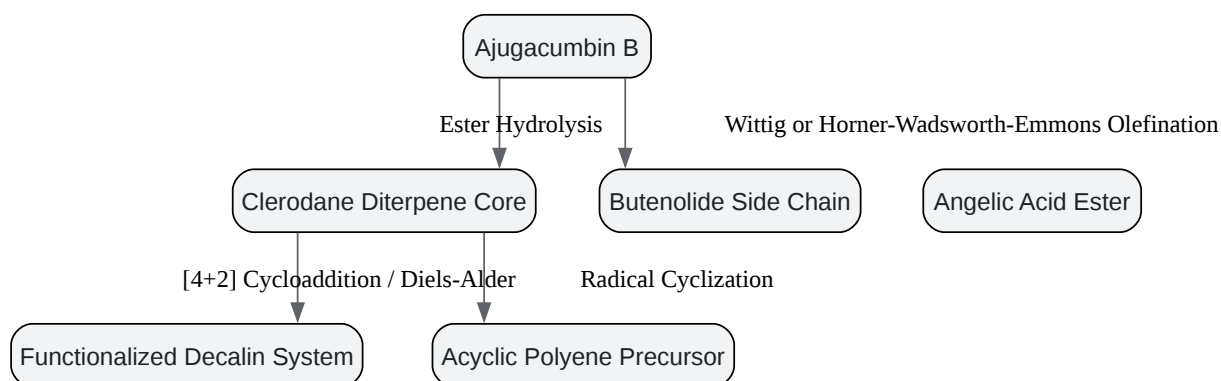 Ajugacumbin B
Ester Hydrolysis
Wittig or Horner-Wadsworth-Emmons Olefination
Clerodane Diterpene Core
Butenolide Side Chain
Angelic Acid Ester
[4+2] Cycloaddition / Diels-Alder
Radical Cyclization
Functionalized Decalin System
Acyclic Polyene Precursor